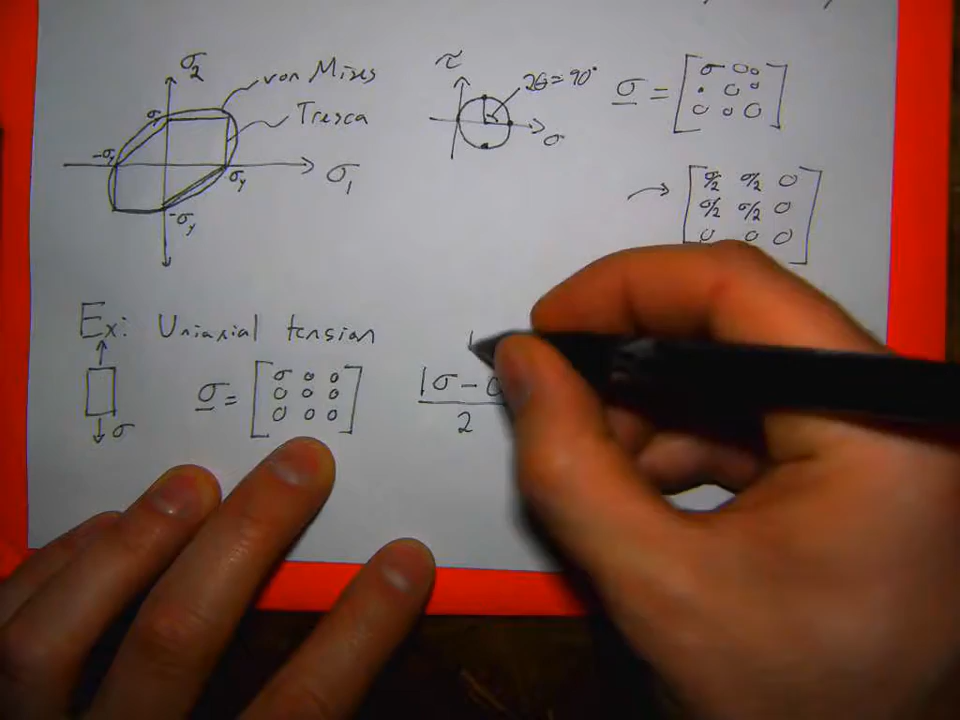 σ₂
von Mises
Tresca
σy
-σy
σy
σ₁
-σy
τ
2θ = 90°
σ
σ = [σ 0 0
0 0 0
0 0 0]
→ [σ/2 σ/2 0
σ/2 σ/2 0
0 0 0]
Ex: Uniaxial tension
σ
σ = [σ 0 0
0 0 0
0 0 0]
|σ -
2